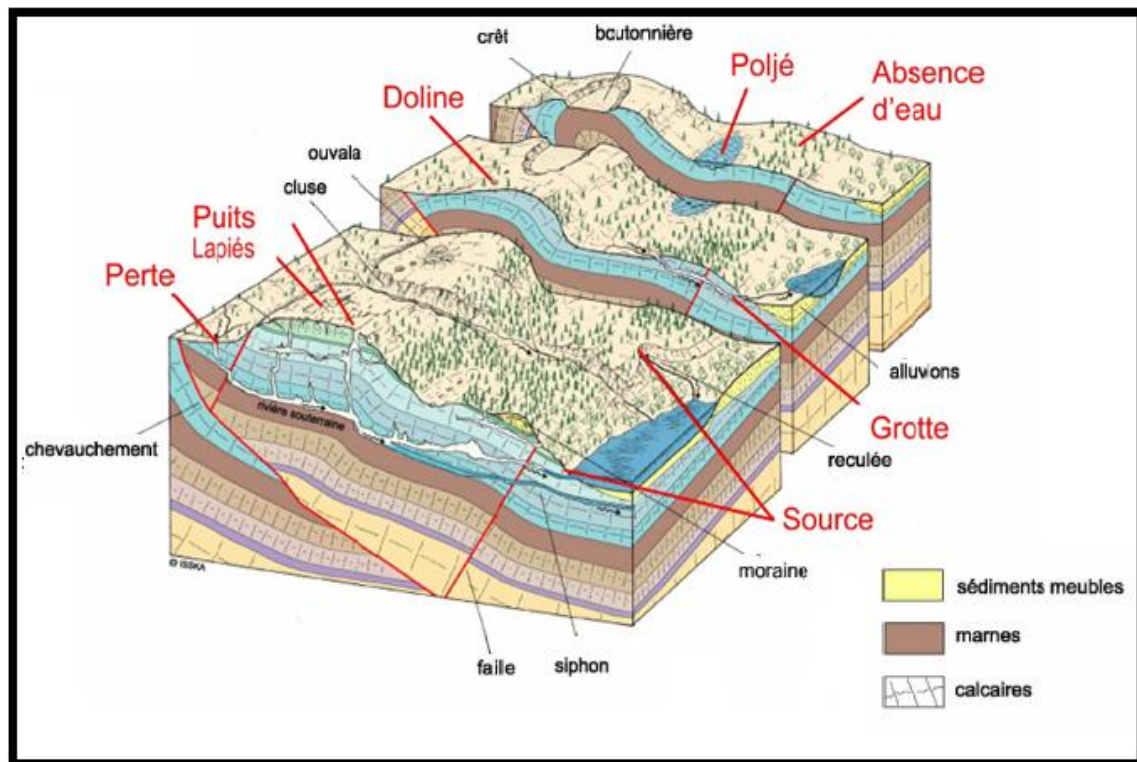 crêt
boutonnière
Poljé
Absence
d'eau
Doline
ouvala
cluse
Puits
Lapiés
Perte
rivière souterraine
chevauchement
alluvions
Grotte
reculée
Source
moraine
© ISSKA
faille
siphon
sédiments meubles
marnes
calcaires